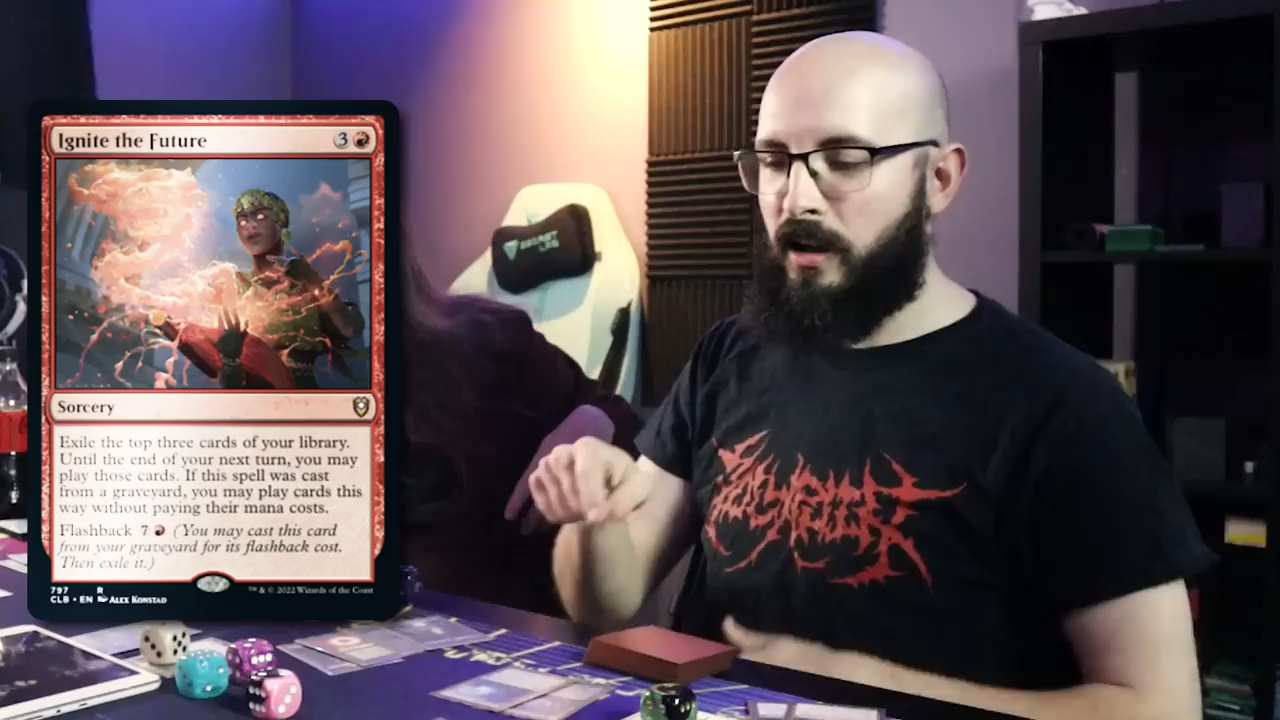 Ignite the Future 3
Sorcery
Exile the top three cards of your library.
Until the end of your next turn, you may
play those cards. If this spell was cast
from a graveyard, you may play cards this
way without paying their mana costs.
Flashback 7 (You may cast this card
from your graveyard for its flashback cost.
Then exile it.)
797 R
CLB • EN ALEX KONSTAD
™ & © 2022 Wizards of the Coast
SECRET
LAB